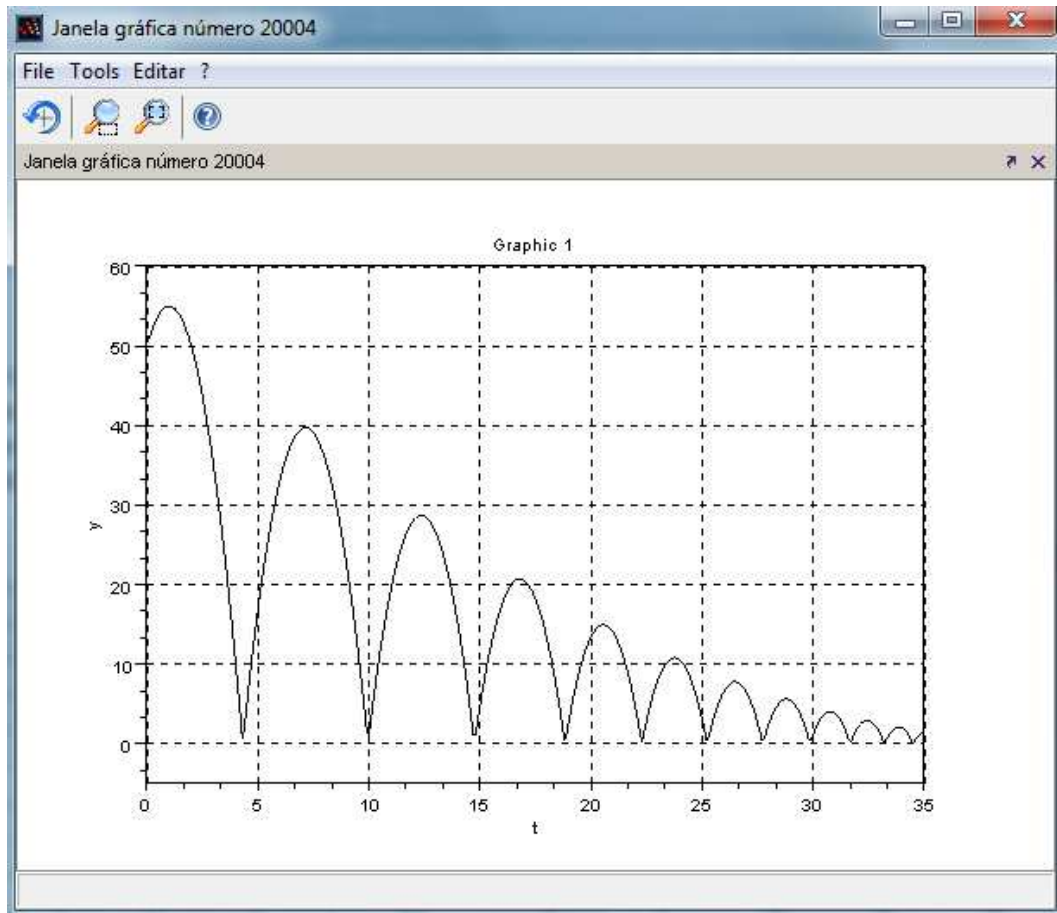 Janela gráfica número 20004
File Tools Editar ?
Janela gráfica número 20004
Graphic 1
60
50
40
30
20
10
0
y
0 5 10 15 20 25 30 35
t